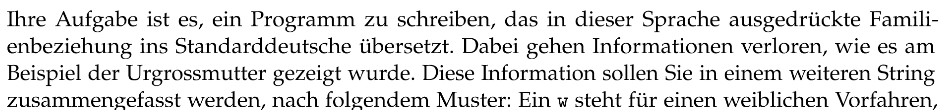 Ihre Aufgabe ist es, ein Programm zu schreiben, das in dieser Sprache ausgedrückte Famili-
enbeziehung ins Standarddeutsche übersetzt. Dabei gehen Informationen verloren, wie es am
Beispiel der Urgrossmutter gezeigt wurde. Diese Information sollen Sie in einem weiteren String
zusammengefasst werden, nach folgendem Muster: Ein w steht für einen weiblichen Vorfahren,